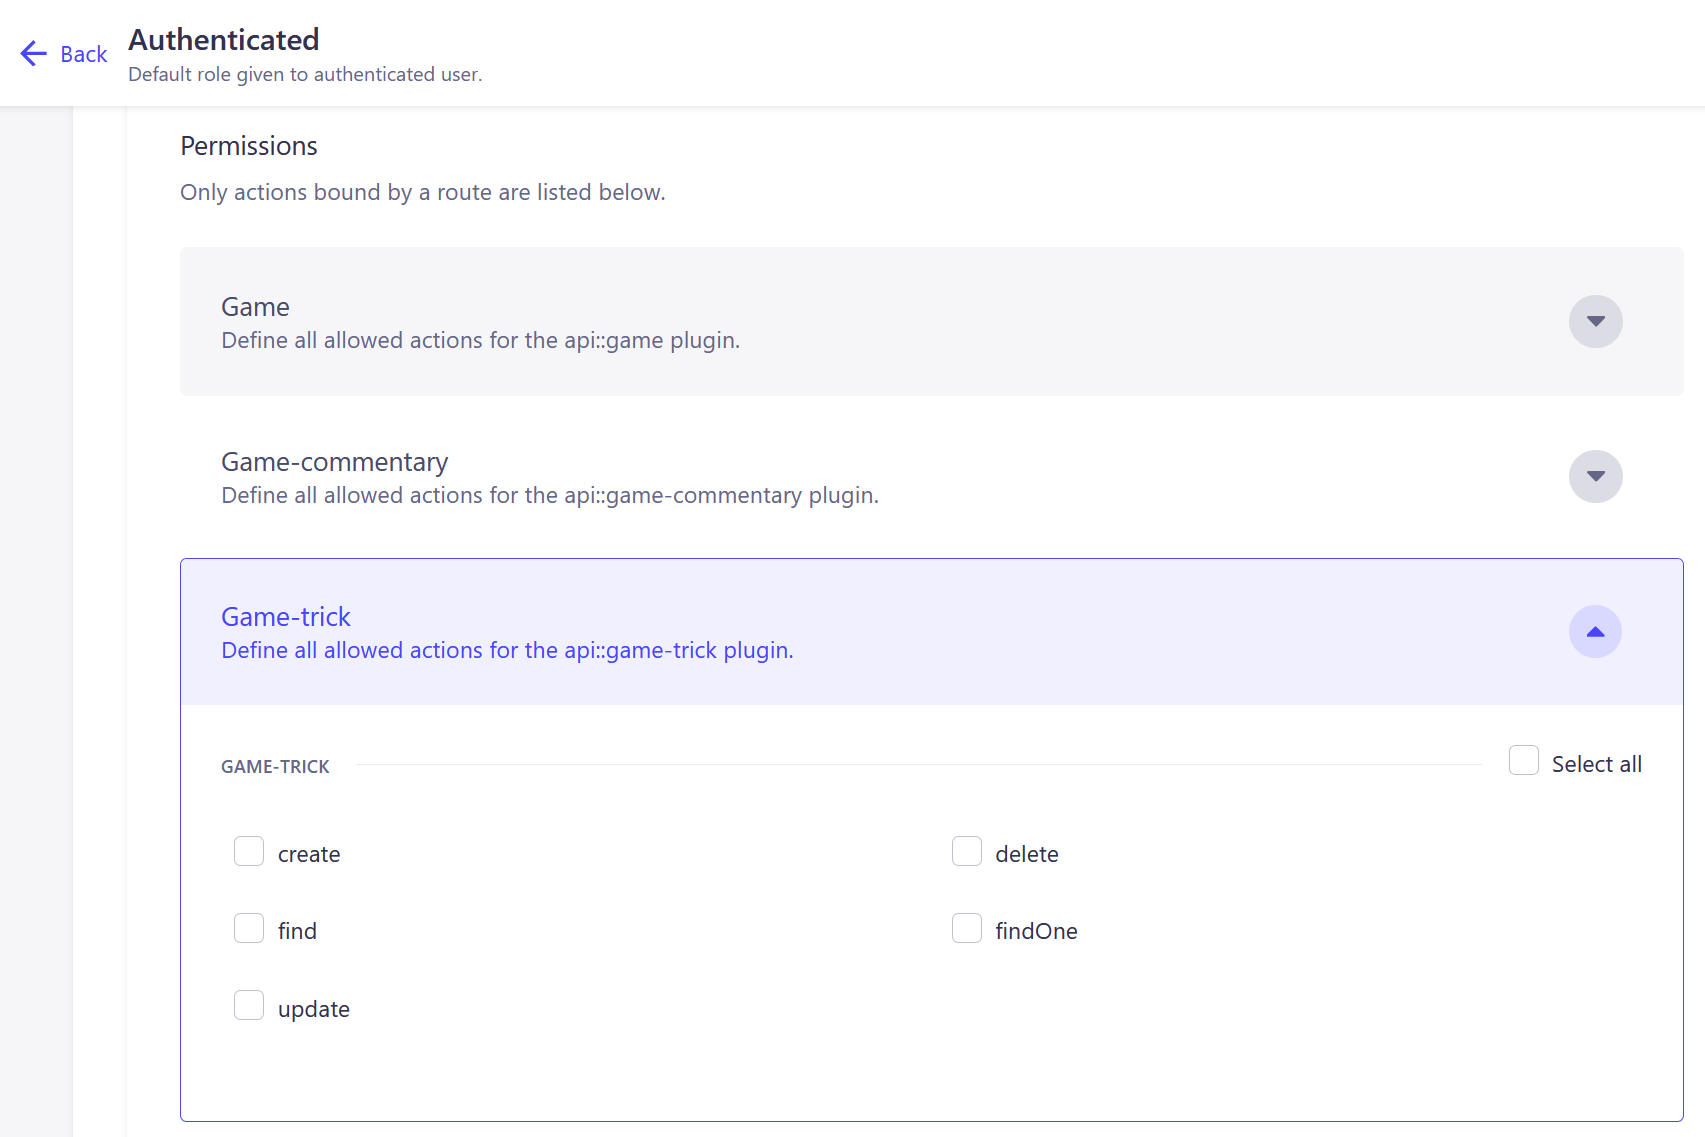 Back
Authenticated
Default role given to authenticated user.
Permissions
Only actions bound by a route are listed below.
Game
Define all allowed actions for the api::game plugin.
Game-commentary
Define all allowed actions for the api::game-commentary plugin.
Game-trick
Define all allowed actions for the api::game-trick plugin.
GAME-TRICK
Select all
create
delete
find
findOne
update